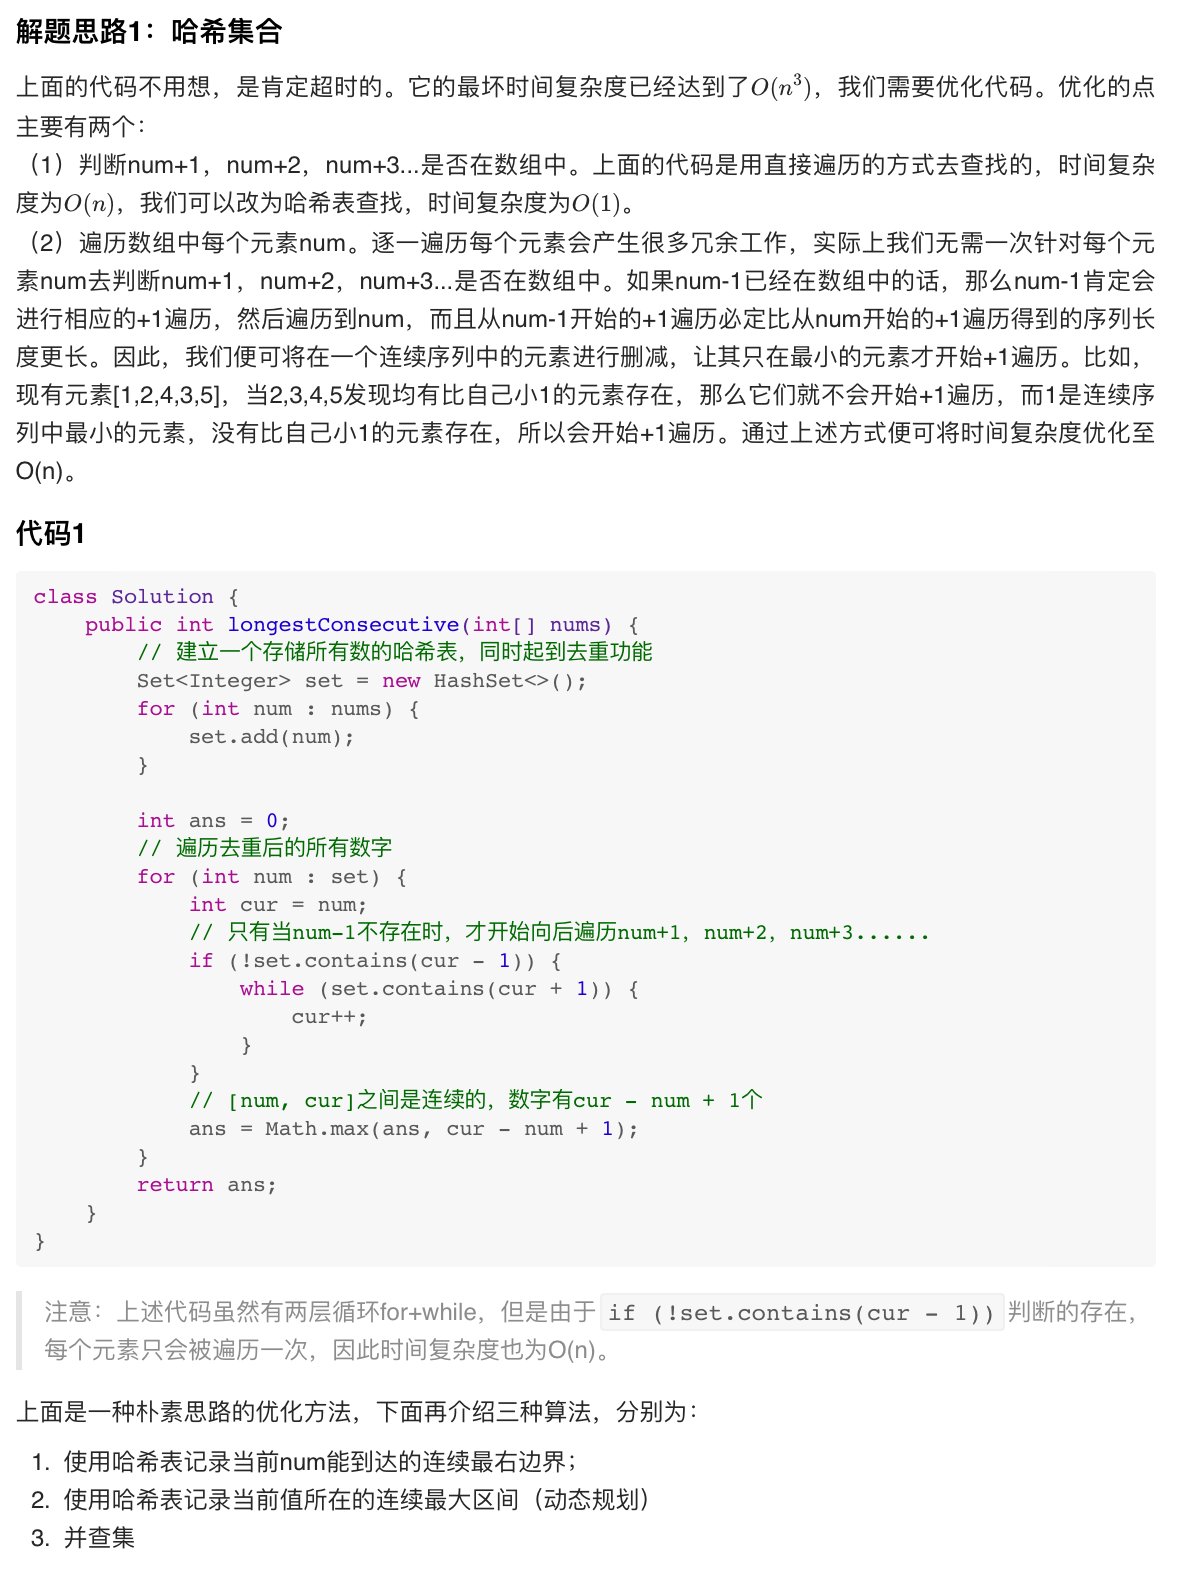 解题思路1：哈希集合
上面的代码不用想，是肯定超时的。它的最坏时间复杂度已经达到了O(n³)，我们需要优化代码。优化的点
主要有两个：
（1）判断num+1，num+2，num+3...是否在数组中。上面的代码是用直接遍历的方式去查找的，时间复杂
度为O(n)，我们可以改为哈希表查找，时间复杂度为O(1)。
（2）遍历数组中每个元素num。逐一遍历每个元素会产生很多冗余工作，实际上我们无需一次针对每个元
素num去判断num+1，num+2，num+3...是否在数组中。如果num-1已经在数组中的话，那么num-1肯定会
进行相应的+1遍历，然后遍历到num，而且从num-1开始的+1遍历必定比从num开始的+1遍历得到的序列长
度更长。因此，我们便可将在一个连续序列中的元素进行删减，让其只在最小的元素才开始+1遍历。比如，
现有元素[1,2,4,3,5]，当2,3,4,5发现均有比自己小1的元素存在，那么它们就不会开始+1遍历，而1是连续序
列中最小的元素，没有比自己小1的元素存在，所以会开始+1遍历。通过上述方式便可将时间复杂度优化至
O(n)。
代码1
class Solution {
    public int longestConsecutive(int[] nums) {
        // 建立一个存储所有数的哈希表，同时起到去重功能
        Set<Integer> set = new HashSet<>();
        for (int num : nums) {
            set.add(num);
        }
        int ans = 0;
        // 遍历去重后的所有数字
        for (int num : set) {
            int cur = num;
            // 只有当num-1不存在时，才开始向后遍历num+1，num+2，num+3......
            if (!set.contains(cur - 1)) {
                while (set.contains(cur + 1)) {
                    cur++;
                }
            }
            // [num, cur]之间是连续的，数字有cur - num + 1个
            ans = Math.max(ans, cur - num + 1);
        }
        return ans;
    }
}
注意：上述代码虽然有两层循环for+while，但是由于 if (!set.contains(cur - 1)) 判断的存在，
每个元素只会被遍历一次，因此时间复杂度也为O(n)。
上面是一种朴素思路的优化方法，下面再介绍三种算法，分别为：
1. 使用哈希表记录当前num能到达的连续最右边界；
2. 使用哈希表记录当前值所在的连续最大区间（动态规划）
3. 并查集